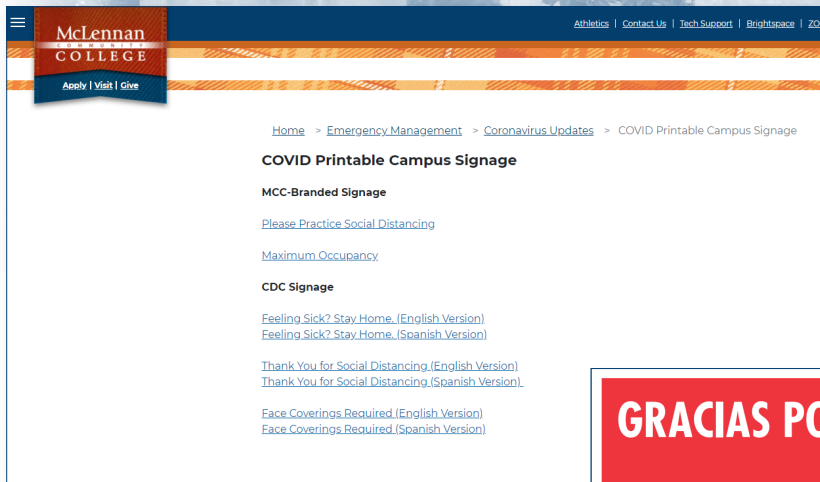 McLennan
COMMUNITY
COLLEGE
Apply | Visit | Give
Athletics | Contact Us | Tech Support | Brightspace | ZO
Home > Emergency Management > Coronavirus Updates > COVID Printable Campus Signage
COVID Printable Campus Signage
MCC-Branded Signage
Please Practice Social Distancing
Maximum Occupancy
CDC Signage
Feeling Sick? Stay Home. (English Version)
Feeling Sick? Stay Home. (Spanish Version)
Thank You for Social Distancing (English Version)
Thank You for Social Distancing (Spanish Version)
Face Coverings Required (English Version)
Face Coverings Required (Spanish Version)
GRACIAS PO